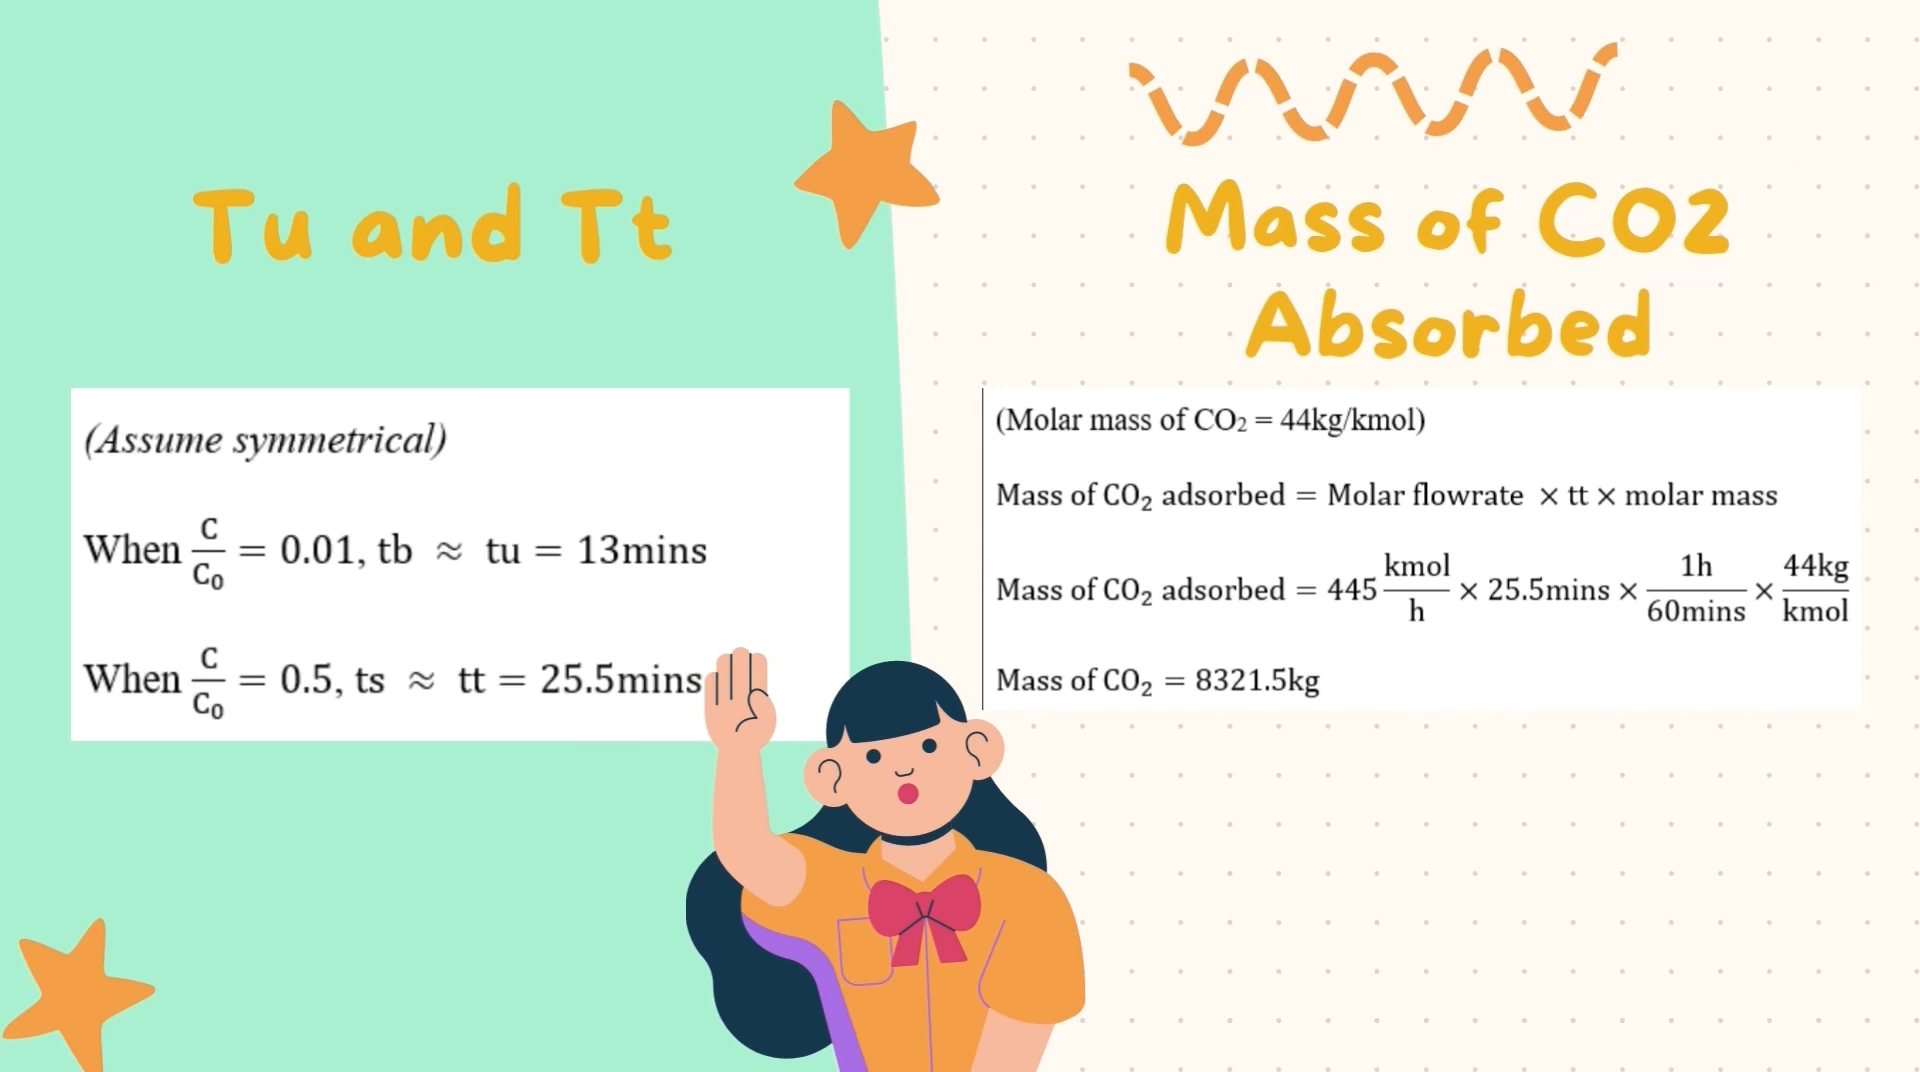 Tu and Tt
(Assume symmetrical)
When C/C₀ = 0.01, tb ≈ tu = 13mins
When C/C₀ = 0.5, ts ≈ tt = 25.5mins
Mass of CO2
Absorbed
(Molar mass of CO₂ = 44kg/kmol)
Mass of CO₂ adsorbed = Molar flowrate × tt × molar mass
Mass of CO₂ adsorbed = 445 kmol/h × 25.5mins × 1h/60mins × 44kg/kmol
Mass of CO₂ = 8321.5kg